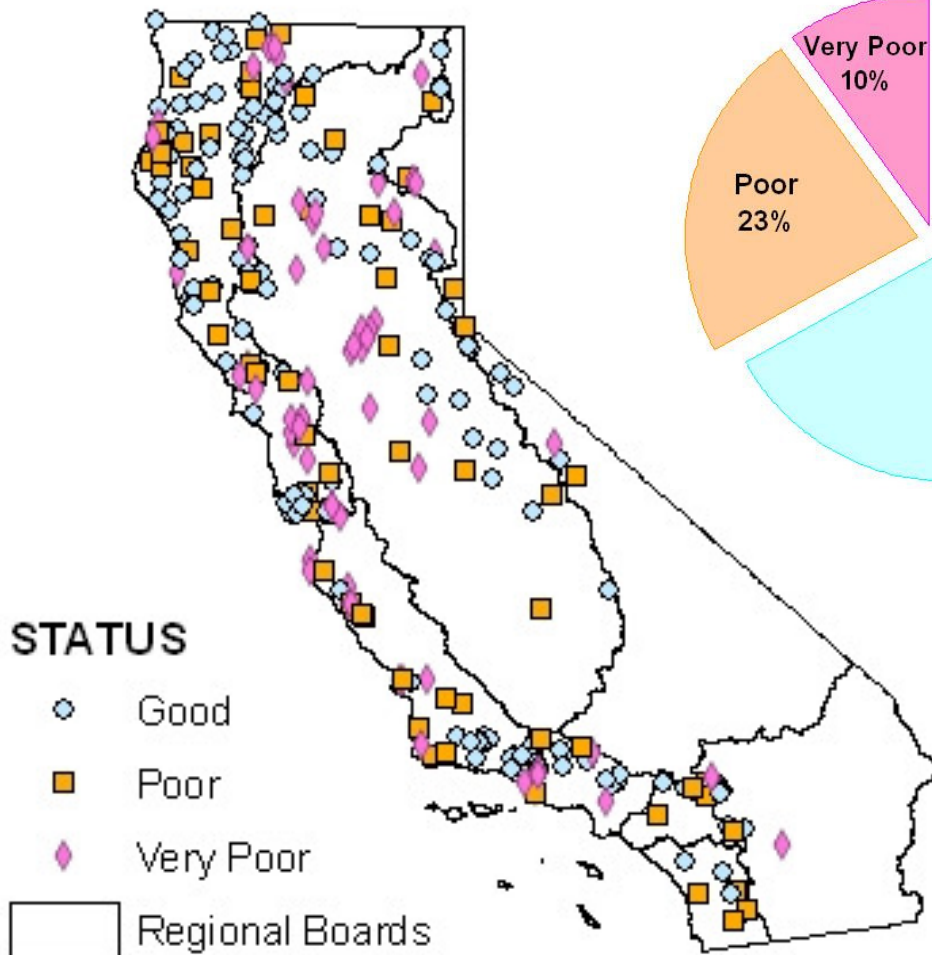 Very Poor
10%
Poor
23%
STATUS
Good
Poor
Very Poor
Regional Boards